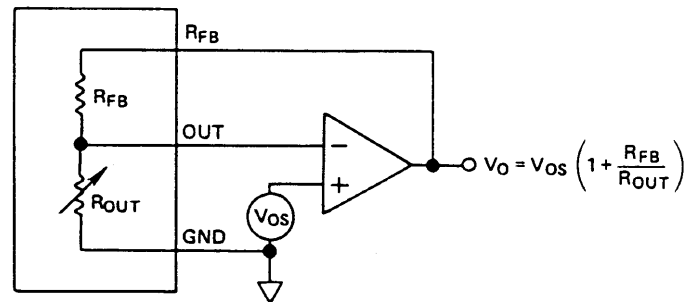 RFB
RFB
OUT
−
VO = VOS (1 + RFB/ROUT)
+
ROUT
VOS
GND